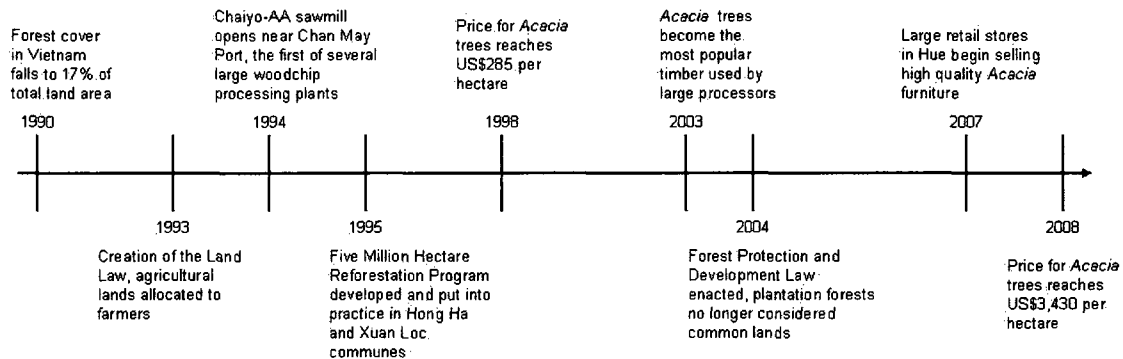 Forest cover
in Vietnam
falls to 17% of
total land area
1990
Chaiyo-AA sawmill
opens near Chan May
Port, the first of several
large woodchip
processing plants
1994
Price for Acacia
trees reaches
US$285 per
hectare
1998
Acacia trees
become the
most popular
timber used by
large processors
2003
Large retail stores
in Hue begin selling
high quality Acacia
furniture
2007
1993
Creation of the Land
Law, agricultural
lands allocated to
farmers
1995
Five Million Hectare
Reforestation Program
developed and put into
practice in Hong Ha
and Xuan Loc
communes
2004
Forest Protection and
Development Law
enacted, plantation forests
no longer considered
common lands
2008
Price for Acacia
trees reaches
US$3,430 per
hectare